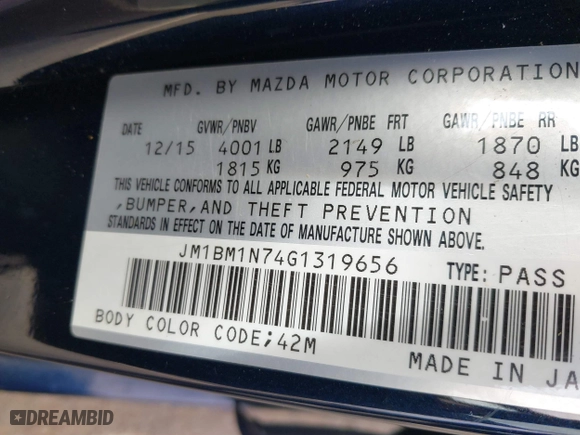 MFD. BY MAZDA MOTOR CORPORATION
DATE GVWR/PNBV GAWR/PNBE FRT GAWR/PNBE RR
12/15 4001 LB 2149 LB 1870 LB
1815 KG 975 KG 848 KG
THIS VEHICLE CONFORMS TO ALL APPLICABLE FEDERAL MOTOR VEHICLE SAFETY
,BUMPER,AND THEFT PREVENTION
STANDARDS IN EFFECT ON THE DATE OF MANUFACTURE SHOWN ABOVE.
JM1BM1N74G1319656 TYPE: PASS
BODY COLOR CODE;42M
MADE IN JA
DREAMBID